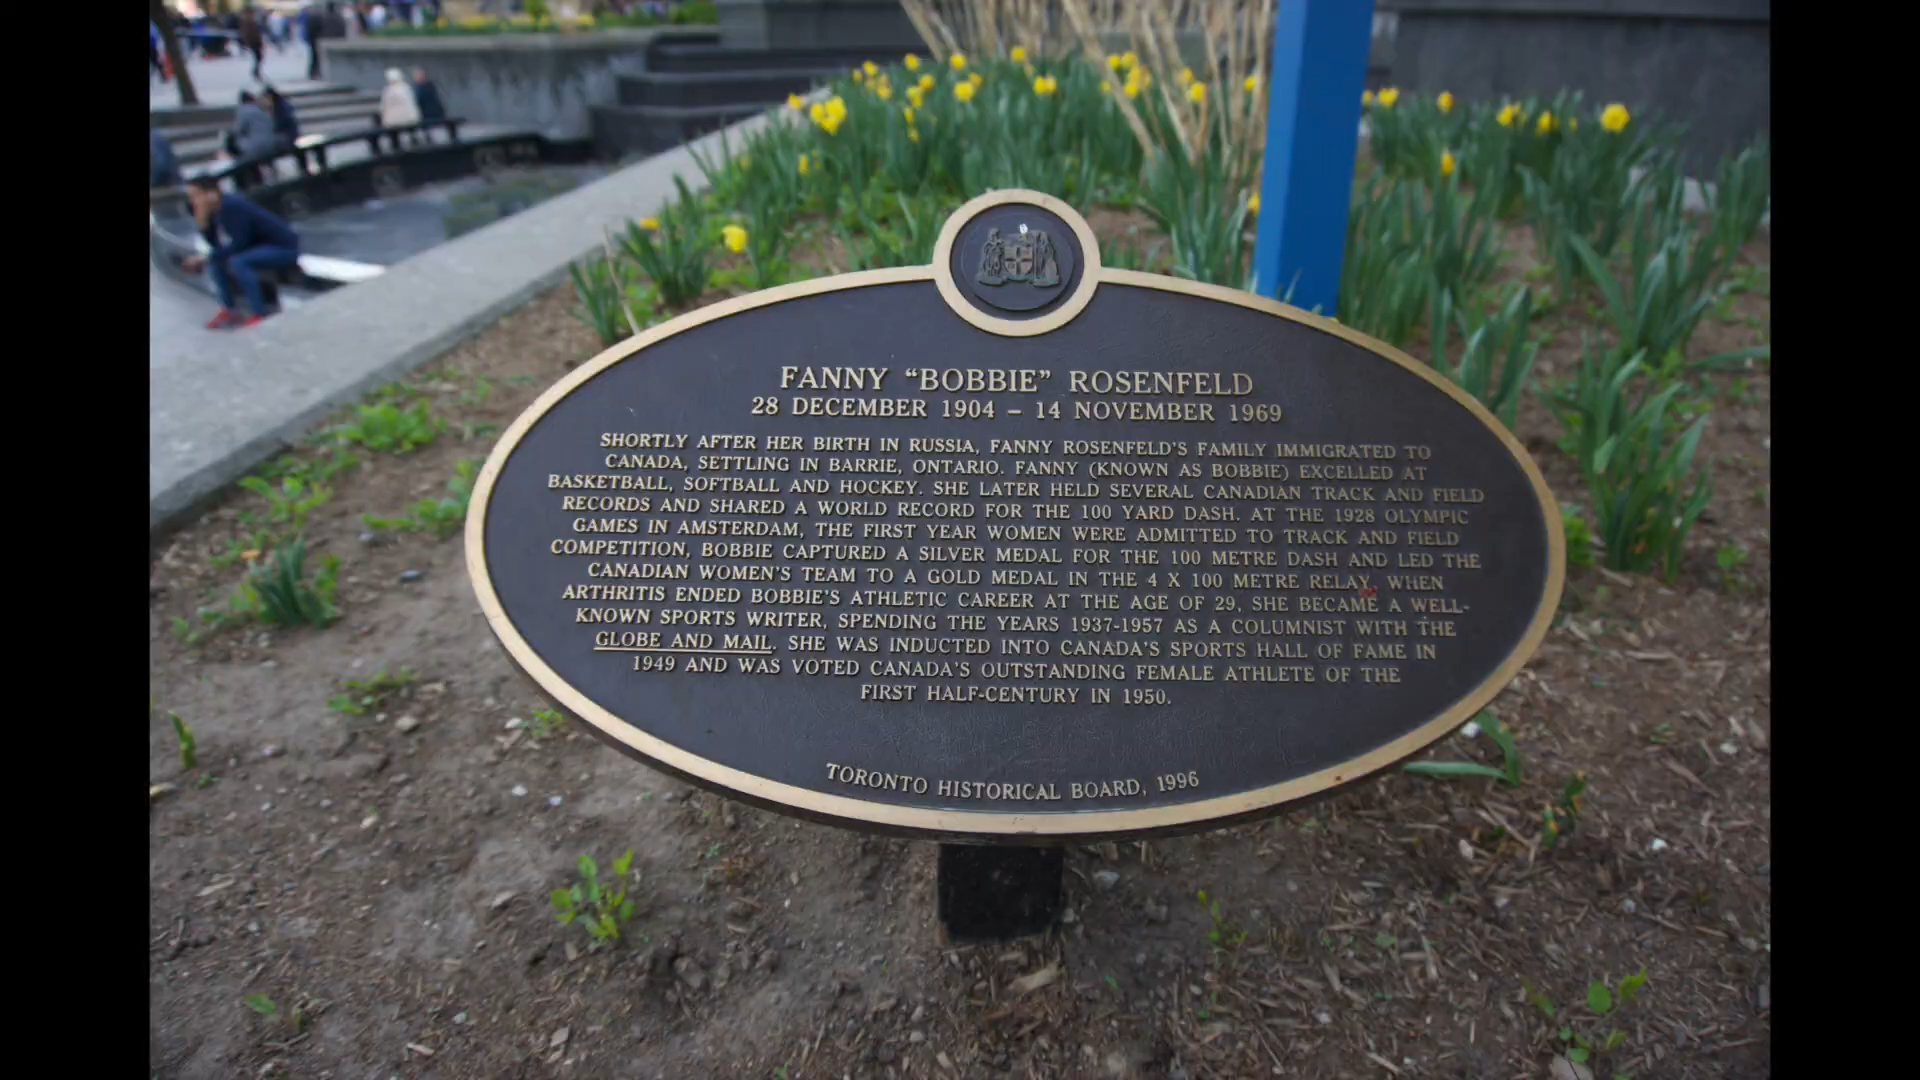 FANNY “BOBBIE” ROSENFELD
28 DECEMBER 1904 – 14 NOVEMBER 1969
SHORTLY AFTER HER BIRTH IN RUSSIA, FANNY ROSENFELD'S FAMILY IMMIGRATED TO
CANADA, SETTLING IN BARRIE, ONTARIO. FANNY (KNOWN AS BOBBIE) EXCELLED AT
BASKETBALL, SOFTBALL AND HOCKEY. SHE LATER HELD SEVERAL CANADIAN TRACK AND FIELD
RECORDS AND SHARED A WORLD RECORD FOR THE 100 YARD DASH. AT THE 1928 OLYMPIC
GAMES IN AMSTERDAM, THE FIRST YEAR WOMEN WERE ADMITTED TO TRACK AND FIELD
COMPETITION, BOBBIE CAPTURED A SILVER MEDAL FOR THE 100 METRE DASH AND LED THE
CANADIAN WOMEN'S TEAM TO A GOLD MEDAL IN THE 4 X 100 METRE RELAY. WHEN
ARTHRITIS ENDED BOBBIE'S ATHLETIC CAREER AT THE AGE OF 29, SHE BECAME A WELL-
KNOWN SPORTS WRITER, SPENDING THE YEARS 1937-1957 AS A COLUMNIST WITH THE
GLOBE AND MAIL. SHE WAS INDUCTED INTO CANADA'S SPORTS HALL OF FAME IN
1949 AND WAS VOTED CANADA'S OUTSTANDING FEMALE ATHLETE OF THE
FIRST HALF-CENTURY IN 1950.
TORONTO HISTORICAL BOARD, 1996